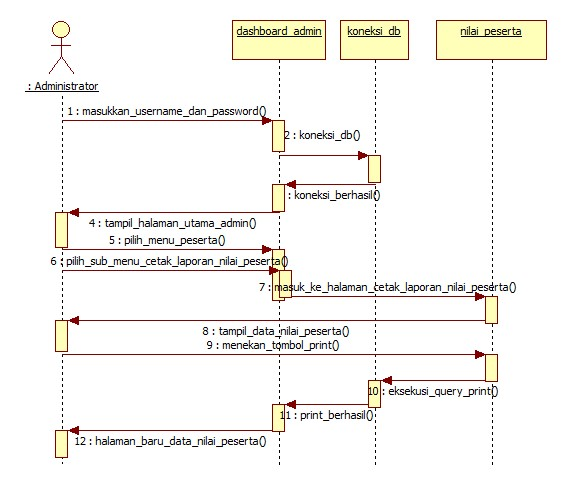 dashboard_admin
koneksi_db
nilai_peserta
: Administrator
1 : masukkan_username_dan_password()
2 : koneksi_db()
: koneksi_berhasil()
4 : tampil_halaman_utama_admin()
5 : pilih_menu_peserta()
6 : pilih_sub_menu_cetak_laporan_nilai_peserta()
7 : masuk_ke_halaman_cetak_laporan_nilai_peserta()
8 : tampil_data_nilai_peserta()
9 : menekan_tombol_print()
10 : eksekusi_query_print()
11 : print_berhasil()
12 : halaman_baru_data_nilai_peserta()